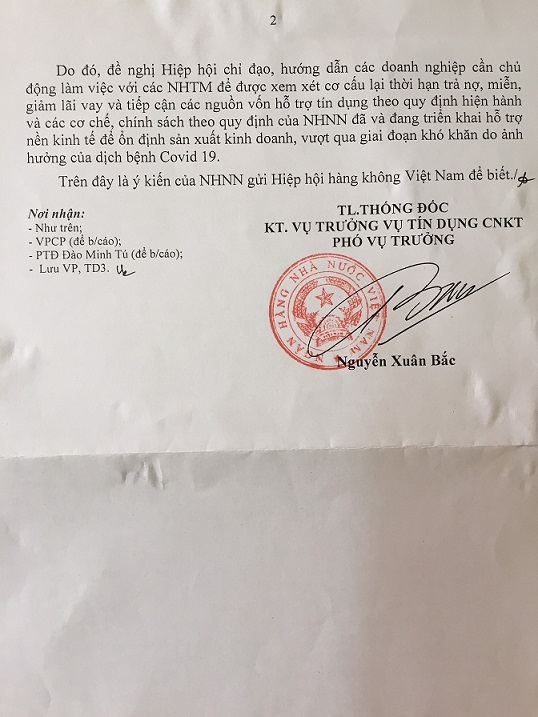 2
Do đó, đề nghị Hiệp hội chỉ đạo, hướng dẫn các doanh nghiệp cần chủ
động làm việc với các NHTM để được xem xét cơ cấu lại thời hạn trả nợ, miễn,
giảm lãi vay và tiếp cận các nguồn vốn hỗ trợ tín dụng theo quy định hiện hành
và các cơ chế, chính sách theo quy định của NHNN đã và đang triển khai hỗ trợ
nền kinh tế để ổn định sản xuất kinh doanh, vượt qua giai đoạn khó khăn do ảnh
hưởng của dịch bệnh Covid 19.
Trên đây là ý kiến của NHNN gửi Hiệp hội hàng không Việt Nam để biết./.
Nơi nhận:
- Như trên;
- VPCP (để b/cáo);
- PTĐ Đào Minh Tú (để b/cáo);
- Lưu VP, TD3.
TL.THỐNG ĐỐC
KT. VỤ TRƯỞNG VỤ TÍN DỤNG CNKT
PHÓ VỤ TRƯỞNG
NGÂN HÀNG NHÀ NƯỚC VIỆT NAM
Nguyễn Xuân Bắc